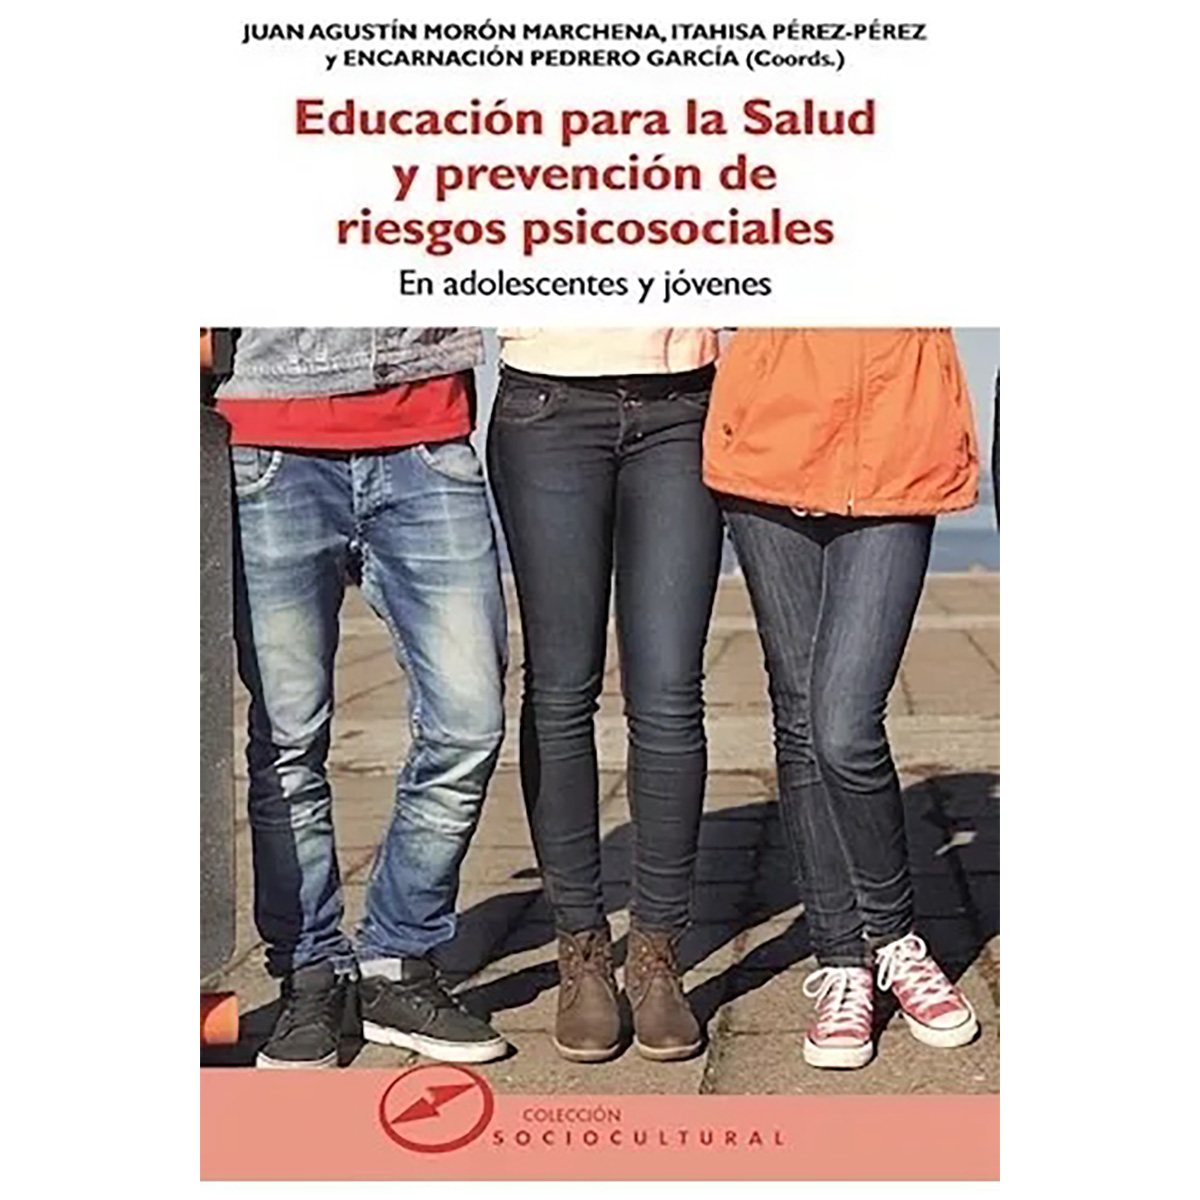 JUAN AGUSTÍN MORÓN MARCHENA, ITAHISA PÉREZ-PÉREZ
y ENCARNACIÓN PEDRERO GARCÍA (Coords.)
Educación para la Salud
y prevención de
riesgos psicosociales
En adolescentes y jóvenes
COLECCIÓN
SOCIOCULTURAL